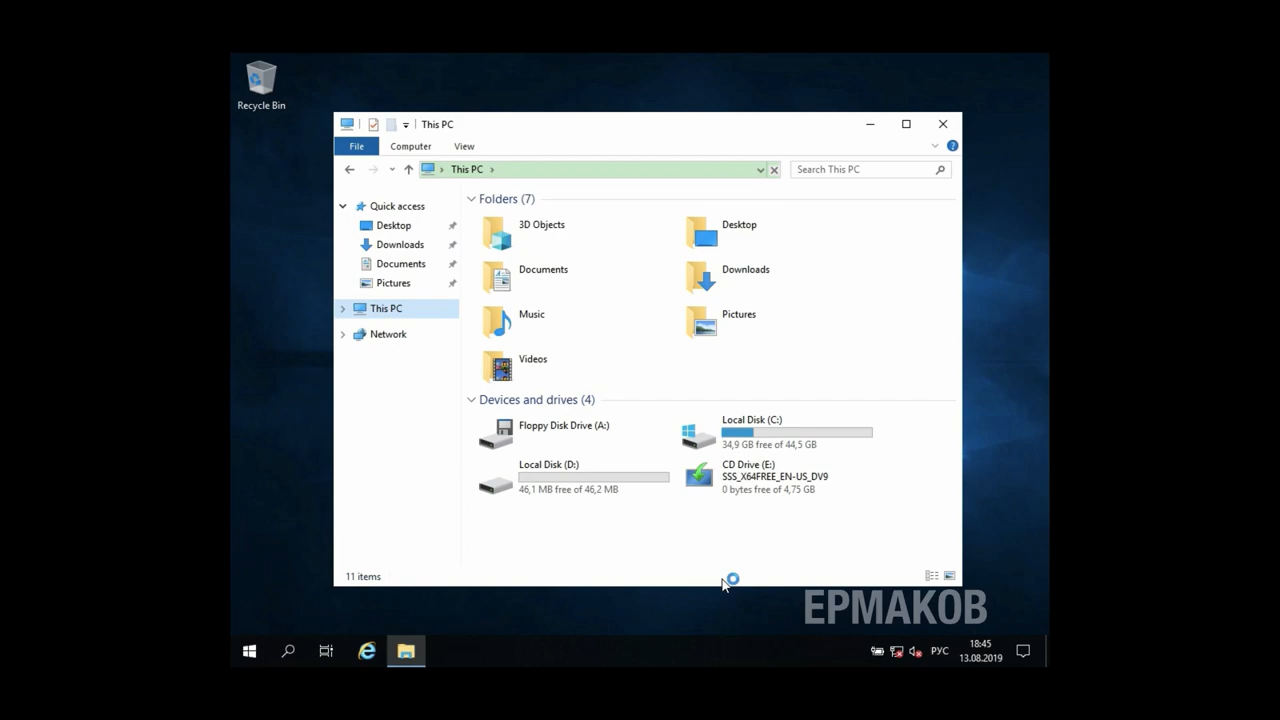 Recycle Bin
This PC
File Computer View
This PC
Search This PC
Quick access
Desktop
Downloads
Documents
Pictures
This PC
Network
Folders (7)
3D Objects
Desktop
Documents
Downloads
Music
Pictures
Videos
Devices and drives (4)
Floppy Disk Drive (A:)
Local Disk (C:)
34,9 GB free of 44,5 GB
Local Disk (D:)
46,1 MB free of 46,2 MB
CD Drive (E:)
SSS_X64FREE_EN-US_DV9
0 bytes free of 4,75 GB
11 items
ЕРМАКОВ
РУС
18:45
13.08.2019